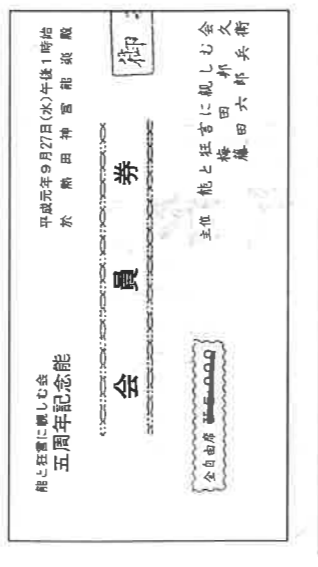 能と狂言に親しむ会
五周年記念能
平成元年9月27日(水)午後1時始
於 熱田神宮能楽殿
会員券
御
全自由席 ¥5,000
主催 能と狂言に親しむ会
梅田邦久
藤田六郎兵衛